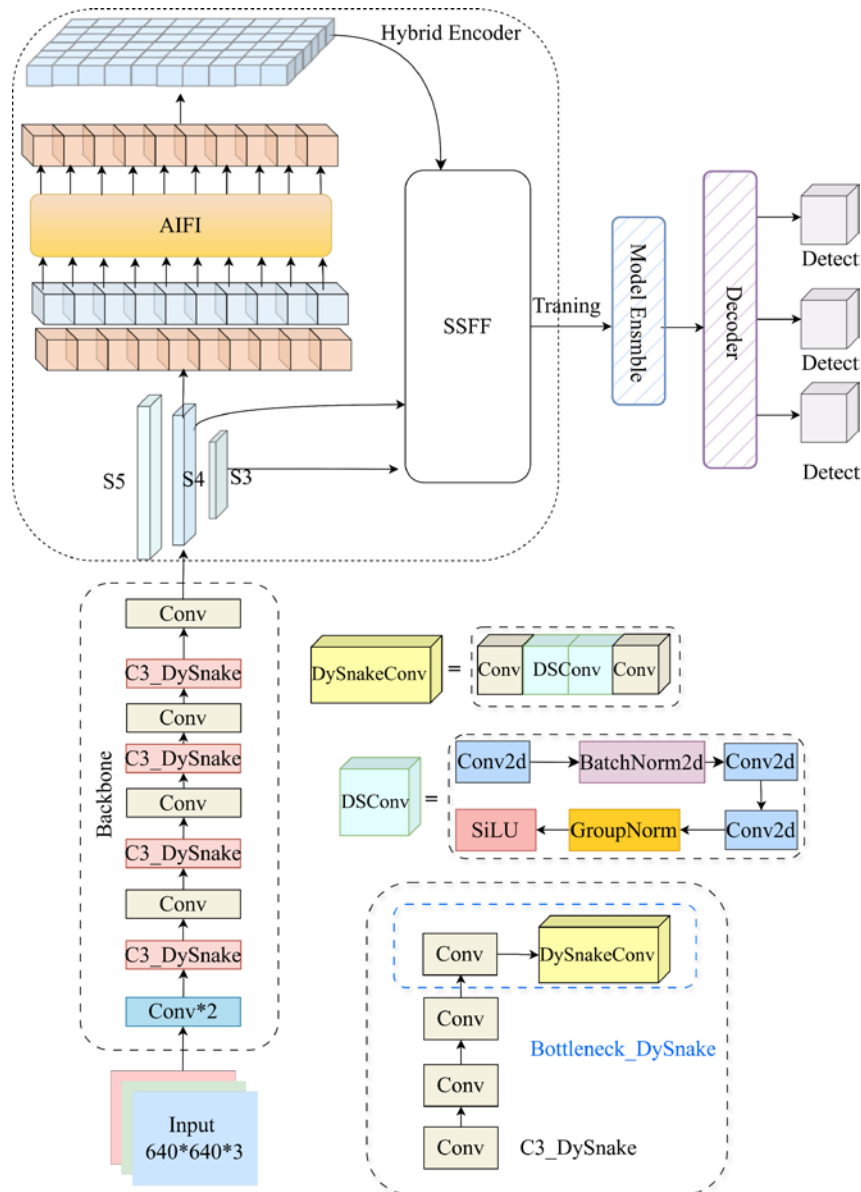 Hybrid Encoder
AIFI
SSFF
Traning
Model Ensmble
Decoder
Detect
Detect
Detect
S5
S4
S3
Backbone
Conv
C3_DySnake
Conv
C3_DySnake
Conv
C3_DySnake
Conv
C3_DySnake
Conv*2
Input
640*640*3
DySnakeConv
=
Conv
DSConv
Conv
DSConv
=
Conv2d
BatchNorm2d
Conv2d
SiLU
GroupNorm
Conv2d
Conv
DySnakeConv
Conv
Bottleneck_DySnake
Conv
Conv
C3_DySnake